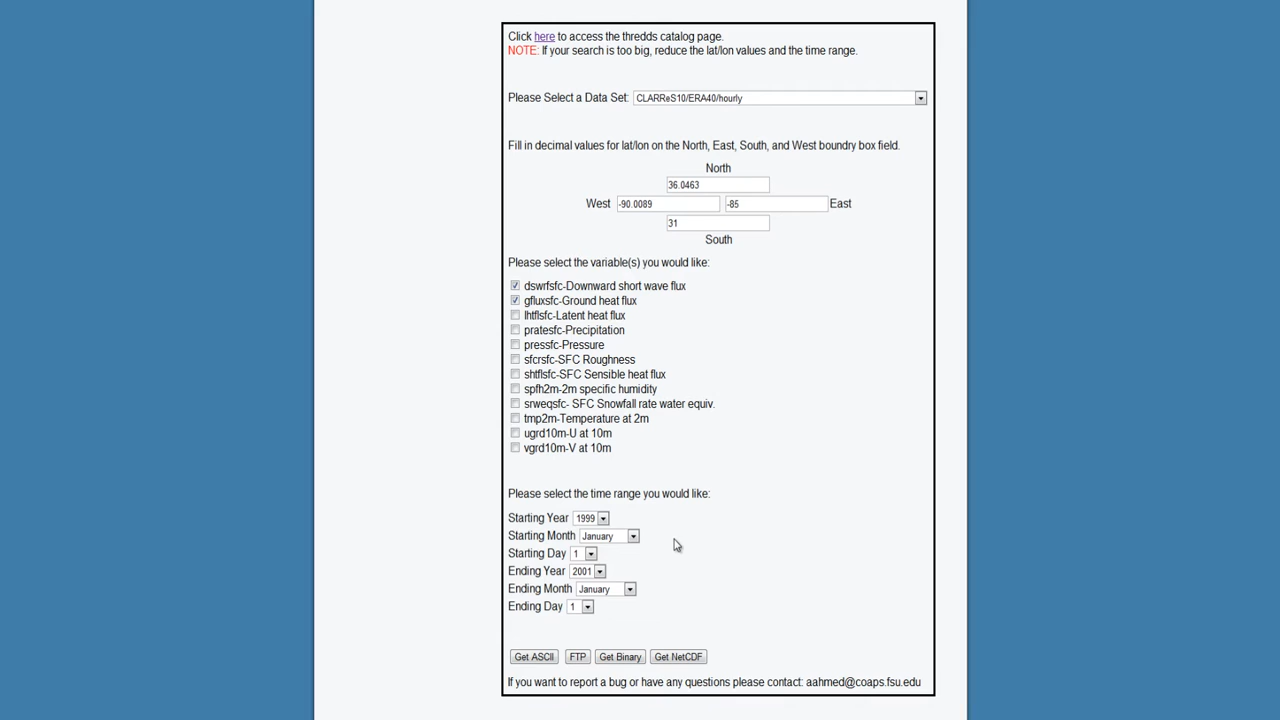 Click here to access the thredds catalog page.
NOTE: If your search is too big, reduce the lat/lon values and the time range.
Please Select a Data Set: CLARReS10/ERA40/hourly
Fill in decimal values for lat/lon on the North, East, South, and West boundry box field.
North
36.0463
West -90.0089 -85 East
31
South
Please select the variable(s) you would like:
dswrfsfc-Downward short wave flux
gfluxsfc-Ground heat flux
lhtflsfc-Latent heat flux
pratesfc-Precipitation
pressfc-Pressure
sfcrsfc-SFC Roughness
shtflsfc-SFC Sensible heat flux
spfh2m-2m specific humidity
srweqsfc- SFC Snowfall rate water equiv.
tmp2m-Temperature at 2m
ugrd10m-U at 10m
vgrd10m-V at 10m
Please select the time range you would like:
Starting Year 1999
Starting Month January
Starting Day 1
Ending Year 2001
Ending Month January
Ending Day 1
Get ASCII FTP Get Binary Get NetCDF
If you want to report a bug or have any questions please contact: aahmed@coaps.fsu.edu